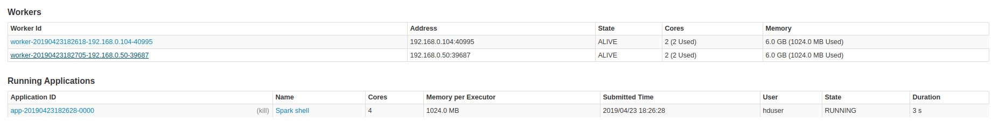 Workers
Worker Id Address State Cores Memory
worker-20190423182618-192.168.0.104-40995 192.168.0.104:40995 ALIVE 2 (2 Used) 6.0 GB (1024.0 MB Used)
worker-20190423182705-192.168.0.50-39687 192.168.0.50:39687 ALIVE 2 (2 Used) 6.0 GB (1024.0 MB Used)
Running Applications
Application ID Name Cores Memory per Executor Submitted Time User State Duration
app-20190423182628-0000 (kill) Spark shell 4 1024.0 MB 2019/04/23 18:26:28 hduser RUNNING 3 s